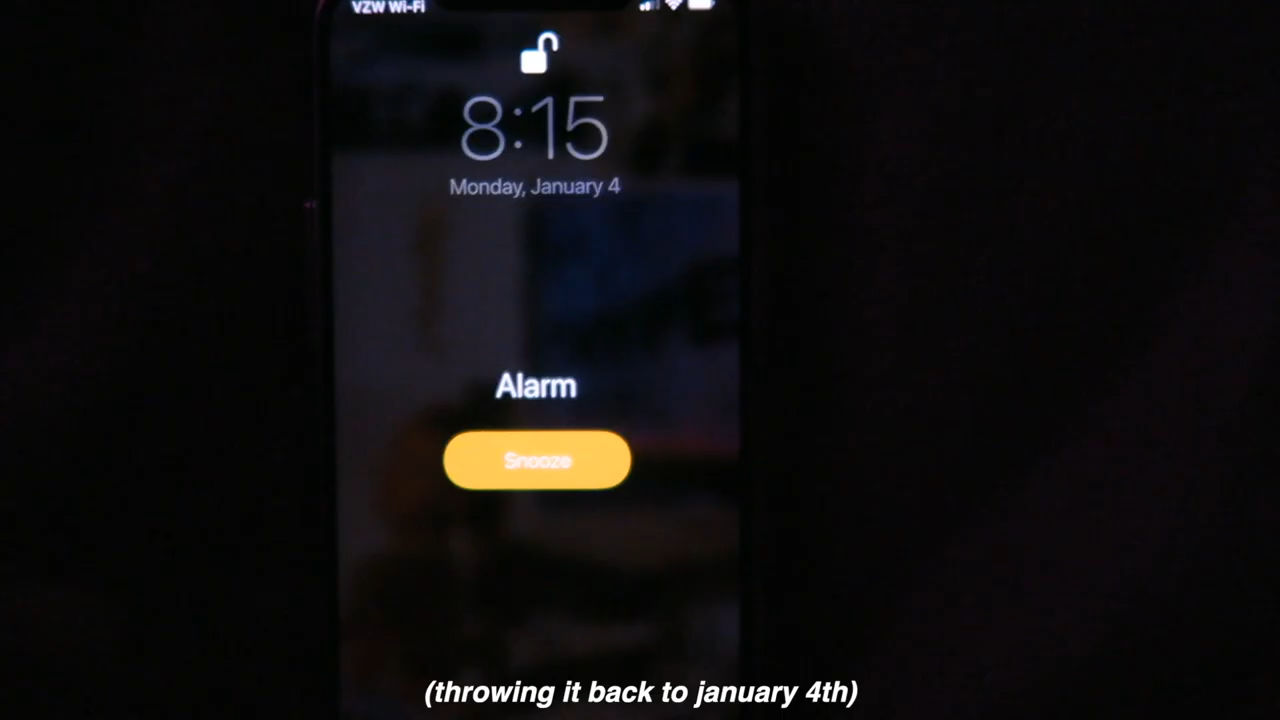 VZW Wi-Fi
8:15
Monday, January 4
Alarm
Snooze
(throwing it back to january 4th)